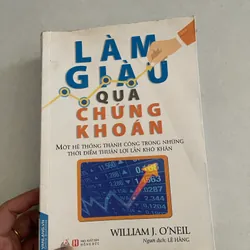 LÀM
GIÀU
QUA
CHỨNG
KHOÁN
MỘT HỆ THỐNG THÀNH CÔNG TRONG NHỮNG
THỜI ĐIỂM THUẬN LỢI LẪN KHÓ KHĂN
WILLIAM J. O'NEIL
Người dịch: LỆ HẰNG